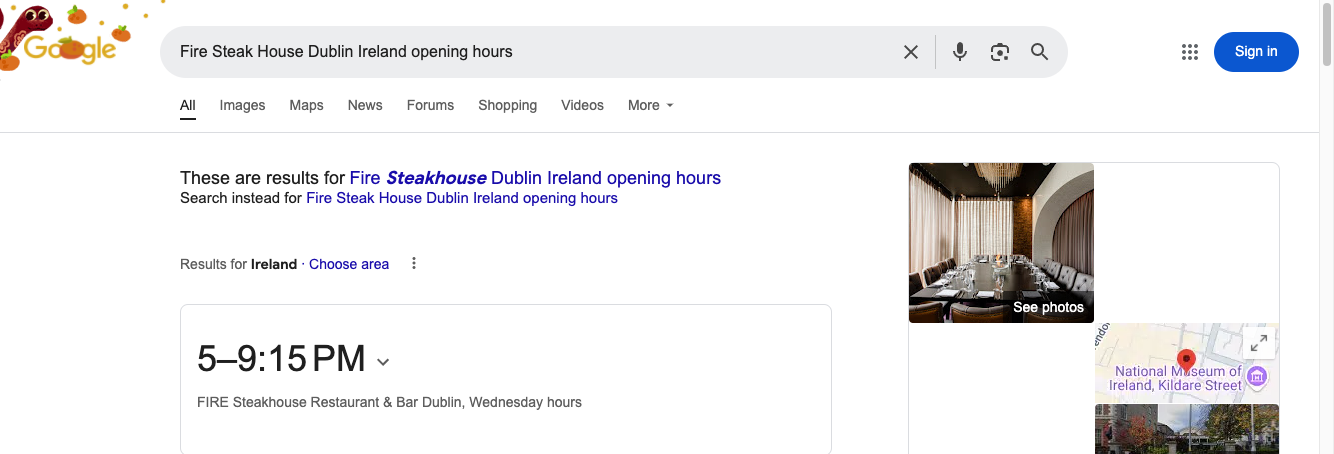 Google
Fire Steak House Dublin Ireland opening hours
Sign in
All Images Maps News Forums Shopping Videos More
These are results for Fire Steakhouse Dublin Ireland opening hours
Search instead for Fire Steak House Dublin Ireland opening hours
Results for Ireland · Choose area
See photos
5–9:15 PM
FIRE Steakhouse Restaurant & Bar Dublin, Wednesday hours
National Museum of
Ireland, Kildare Street